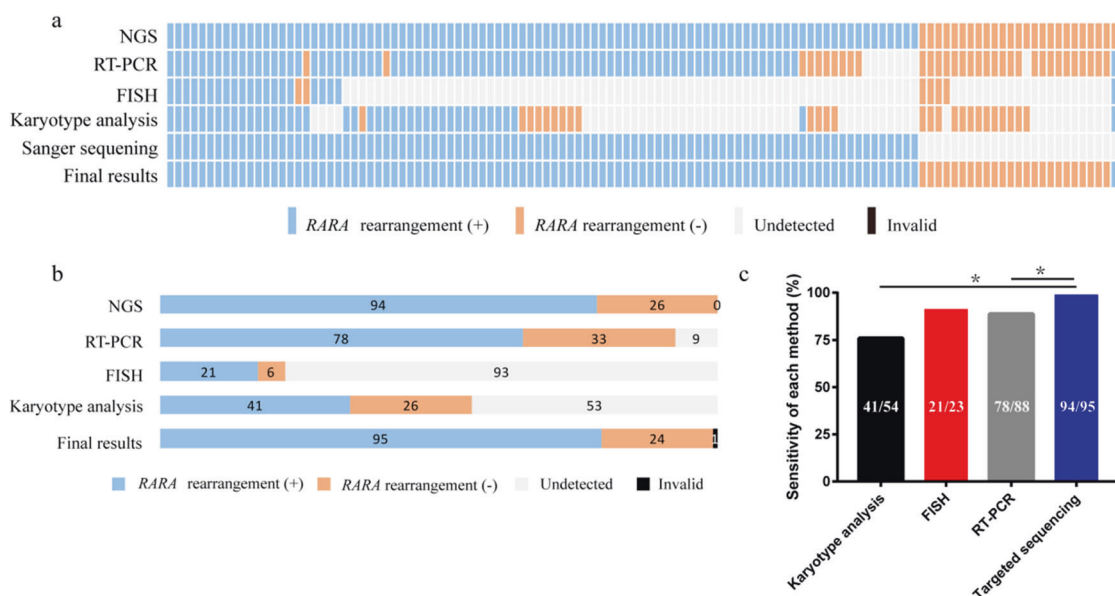 a
NGS
RT-PCR
FISH
Karyotype analysis
Sanger sequening
Final results
RARA rearrangement (+) RARA rearrangement (-) Undetected Invalid
b
NGS 94 26 0
RT-PCR 78 33 9
FISH 21 6 93
Karyotype analysis 41 26 53
Final results 95 24 1
RARA rearrangement (+) RARA rearrangement (-) Undetected Invalid
c
* *
Sensitivity of each method (%)
100
75
50
25
0
41/54 21/23 78/88 94/95
Karyotype analysis
FISH
RT-PCR
Targeted sequencing